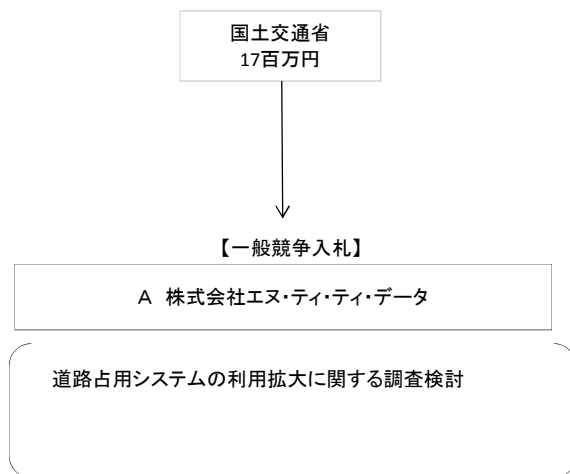 国土交通省
17百万円
【一般競争入札】
A 株式会社エヌ・ティ・ティ・データ
道路占用システムの利用拡大に関する調査検討